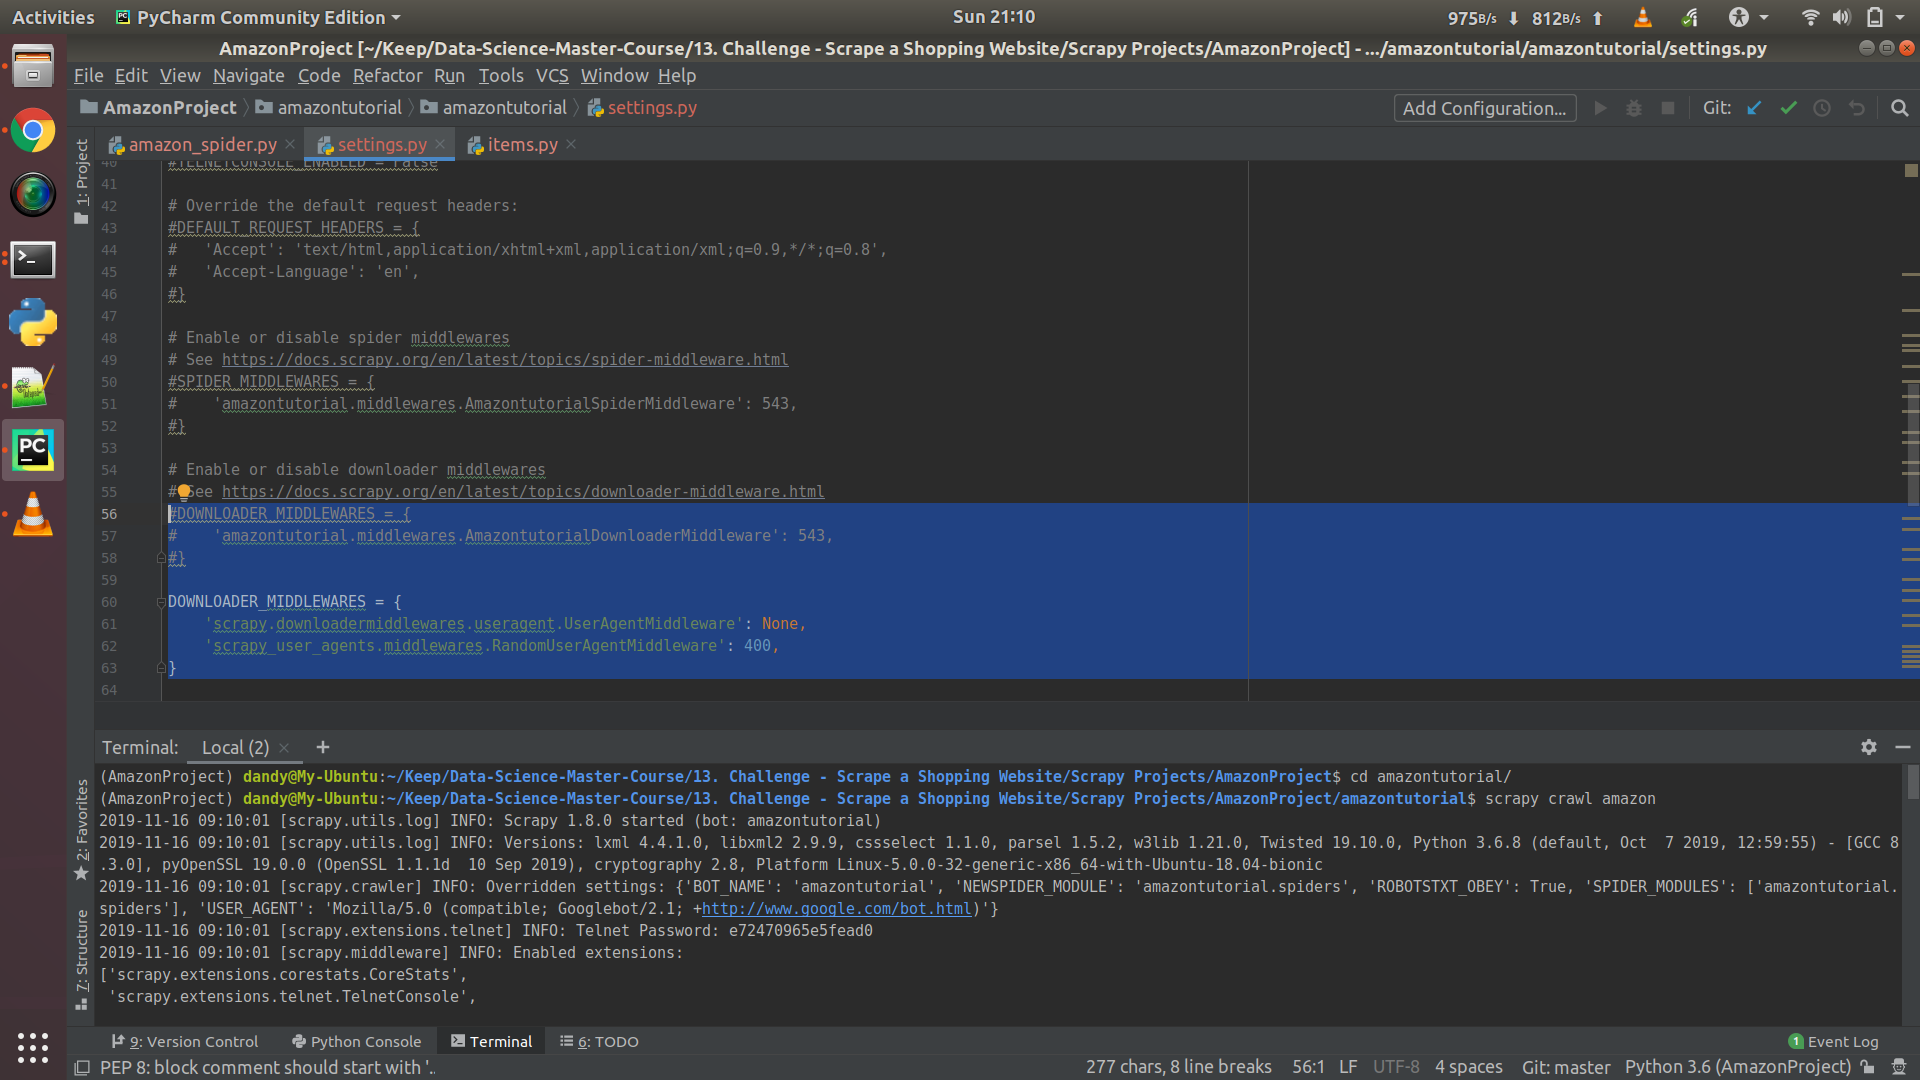 Activities
PyCharm Community Edition
Sun 21:10
975B/s
812B/s
AmazonProject [~/Keep/Data-Science-Master-Course/13. Challenge - Scrape a Shopping Website/Scrapy Projects/AmazonProject] - .../amazontutorial/amazontutorial/settings.py
File Edit View Navigate Code Refactor Run Tools VCS Window Help
AmazonProject
amazontutorial
amazontutorial
settings.py
Add Configuration...
Git:
amazon_spider.py
settings.py
items.py
1: Project
40 #TELNETCONSOLE_ENABLED = False
41
42 # Override the default request headers:
43 #DEFAULT_REQUEST_HEADERS = {
44 #   'Accept': 'text/html,application/xhtml+xml,application/xml;q=0.9,*/*;q=0.8',
45 #   'Accept-Language': 'en',
46 #}
47
48 # Enable or disable spider middlewares
49 # See https://docs.scrapy.org/en/latest/topics/spider-middleware.html
50 #SPIDER_MIDDLEWARES = {
51 #    'amazontutorial.middlewares.AmazontutorialSpiderMiddleware': 543,
52 #}
53
54 # Enable or disable downloader middlewares
55 # See https://docs.scrapy.org/en/latest/topics/downloader-middleware.html
56 #DOWNLOADER_MIDDLEWARES = {
57 #    'amazontutorial.middlewares.AmazontutorialDownloaderMiddleware': 543,
58 #}
59
60 DOWNLOADER_MIDDLEWARES = {
61     'scrapy.downloadermiddlewares.useragent.UserAgentMiddleware': None,
62     'scrapy_user_agents.middlewares.RandomUserAgentMiddleware': 400,
63 }
64
Terminal: Local (2) +
2: Favorites
7: Structure
(AmazonProject) dandy@My-Ubuntu:~/Keep/Data-Science-Master-Course/13. Challenge - Scrape a Shopping Website/Scrapy Projects/AmazonProject$ cd amazontutorial/
(AmazonProject) dandy@My-Ubuntu:~/Keep/Data-Science-Master-Course/13. Challenge - Scrape a Shopping Website/Scrapy Projects/AmazonProject/amazontutorial$ scrapy crawl amazon
2019-11-16 09:10:01 [scrapy.utils.log] INFO: Scrapy 1.8.0 started (bot: amazontutorial)
2019-11-16 09:10:01 [scrapy.utils.log] INFO: Versions: lxml 4.4.1.0, libxml2 2.9.9, cssselect 1.1.0, parsel 1.5.2, w3lib 1.21.0, Twisted 19.10.0, Python 3.6.8 (default, Oct  7 2019, 12:59:55) - [GCC 8
.3.0], pyOpenSSL 19.0.0 (OpenSSL 1.1.1d  10 Sep 2019), cryptography 2.8, Platform Linux-5.0.0-32-generic-x86_64-with-Ubuntu-18.04-bionic
2019-11-16 09:10:01 [scrapy.crawler] INFO: Overridden settings: {'BOT_NAME': 'amazontutorial', 'NEWSPIDER_MODULE': 'amazontutorial.spiders', 'ROBOTSTXT_OBEY': True, 'SPIDER_MODULES': ['amazontutorial.
spiders'], 'USER_AGENT': 'Mozilla/5.0 (compatible; Googlebot/2.1; +http://www.google.com/bot.html)'}
2019-11-16 09:10:01 [scrapy.extensions.telnet] INFO: Telnet Password: e72470965e5fead0
2019-11-16 09:10:01 [scrapy.middleware] INFO: Enabled extensions:
['scrapy.extensions.corestats.CoreStats',
 'scrapy.extensions.telnet.TelnetConsole',
9: Version Control
Python Console
Terminal
6: TODO
1 Event Log
PEP 8: block comment should start with '..
277 chars, 8 line breaks
56:1
LF
UTF-8
4 spaces
Git: master
Python 3.6 (AmazonProject)